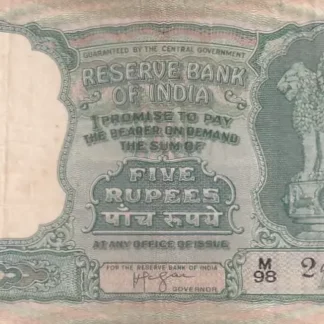 GUARANTEED BY THE CENTRAL GOVERNMENT
RESERVE BANK
OF INDIA
I PROMISE TO PAY
THE BEARER ON DEMAND
THE SUM OF
FIVE
RUPEES
पाँच रुपये
AT ANY OFFICE OF ISSUE
FOR THE RESERVE BANK OF INDIA
GOVERNOR
M
98